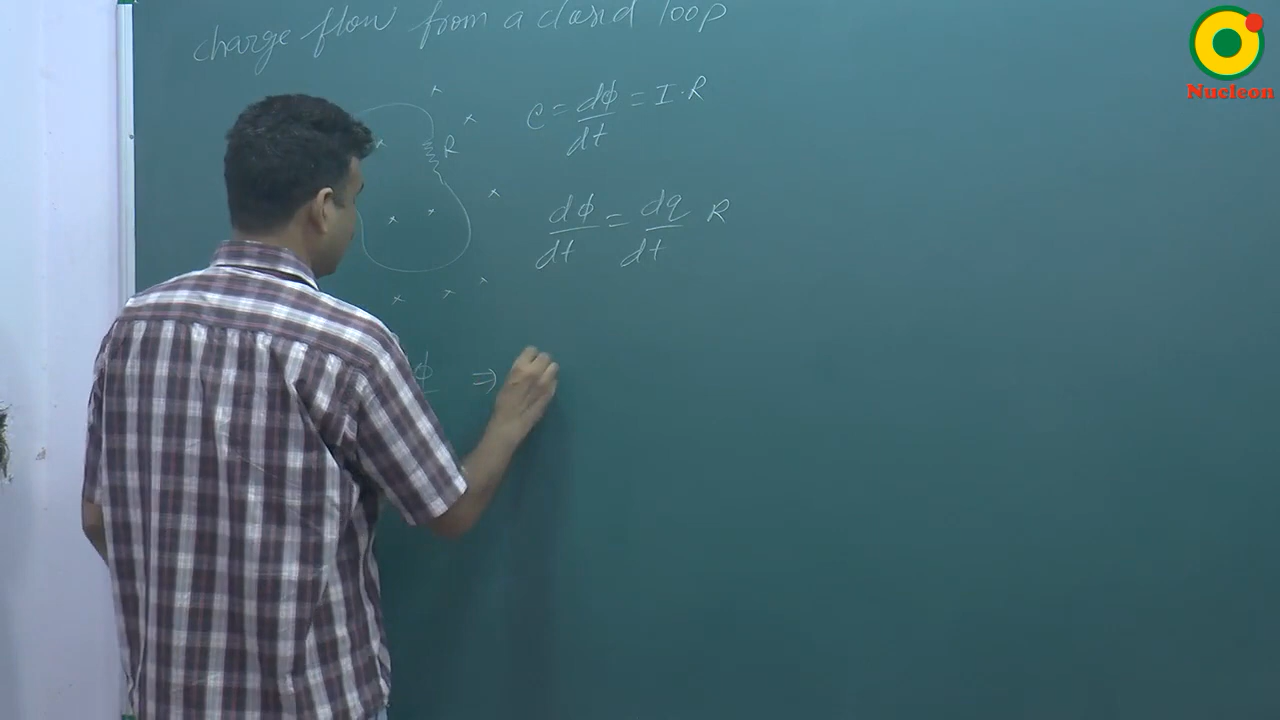 charge flow from a closed loop
e = dϕ/dt = I·R
R
dϕ/dt = dq/dt R
ϕ ⇒
Nucleon